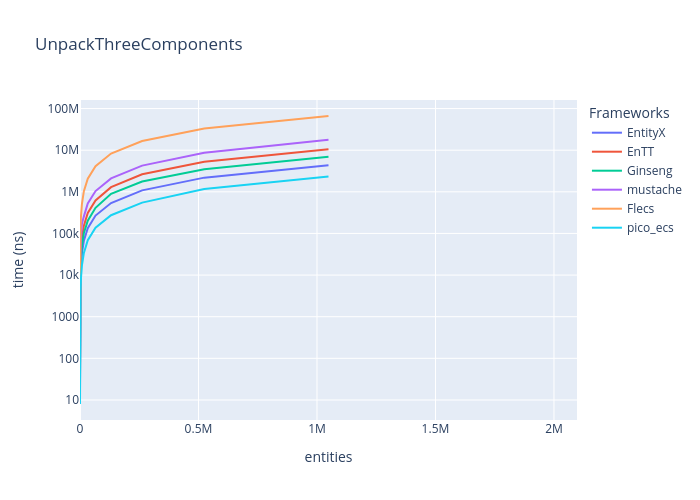 UnpackThreeComponents
100M
10M
1M
100k
10k
1000
100
10
time (ns)
0
0.5M
1M
1.5M
2M
entities
Frameworks
EntityX
EnTT
Ginseng
mustache
Flecs
pico_ecs